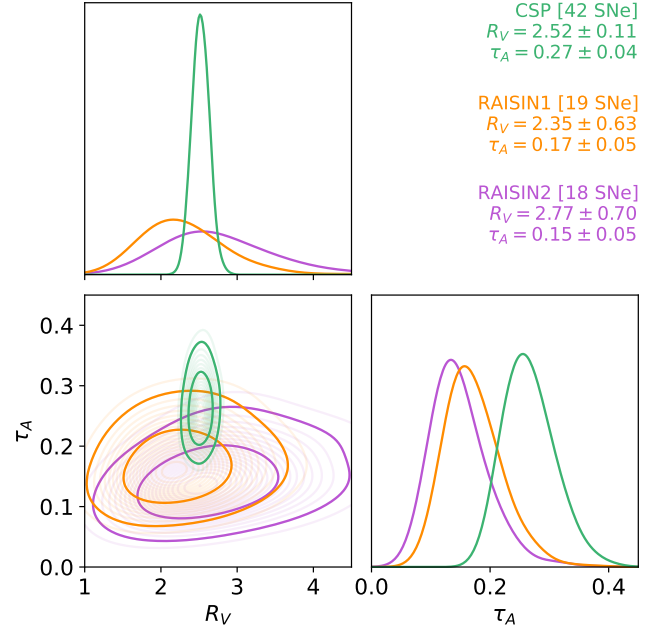 CSP [42 SNe]
R_V = 2.52 ± 0.11
τ_A = 0.27 ± 0.04
RAISIN1 [19 SNe]
R_V = 2.35 ± 0.63
τ_A = 0.17 ± 0.05
RAISIN2 [18 SNe]
R_V = 2.77 ± 0.70
τ_A = 0.15 ± 0.05
0.4
0.3
τ_A
0.2
0.1
0.0
1 2 3 4
R_V
0.0 0.2 0.4
τ_A